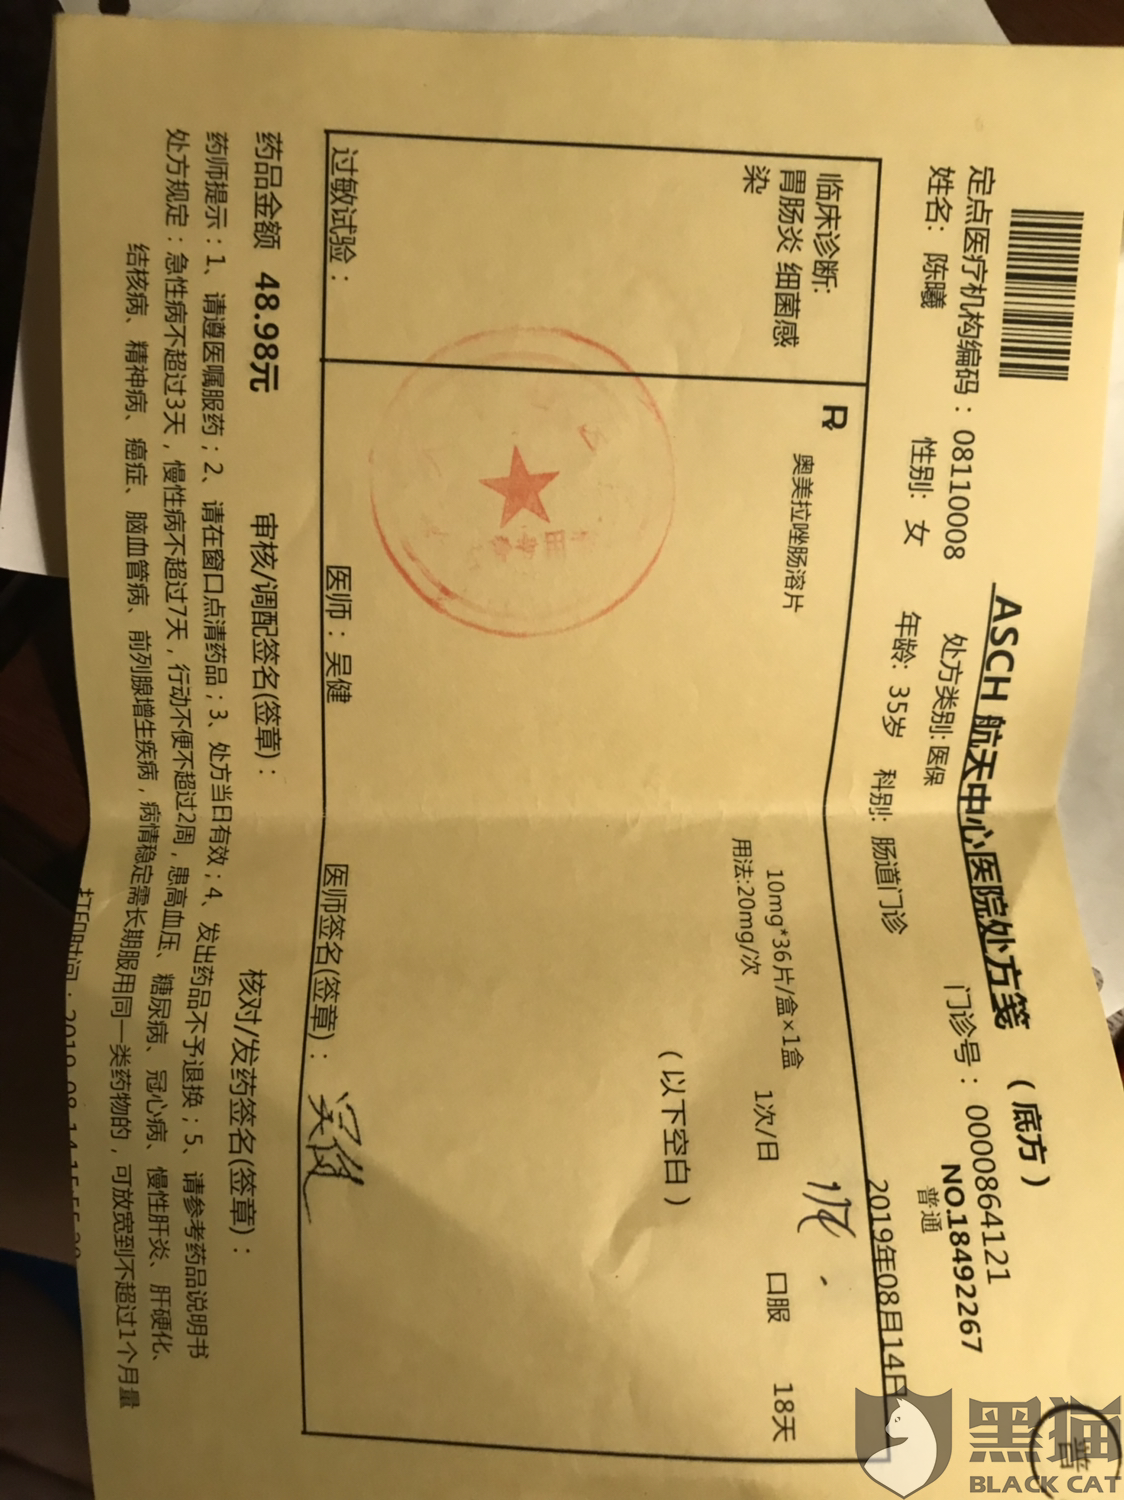 ASCH 航天中心医院处方笺 (底方)
普
定点医疗机构编码：08110008 处方类别: 医保 门诊号：0000864121
NO.18492267
姓名: 陈曦 性别: 女 年龄: 35岁 科别: 肠道门诊 普通
2019年08月14日
临床诊断:
胃肠炎 细菌感
染
R
奥美拉唑肠溶片 10mg*36片/盒×1盒
用法:20mg/次 1次/日 口服 18天
(以下空白)
过敏试验：
医师：吴健 医师签名(签章)：吴健
药品金额 48.98元 审核/调配签名(签章)： 核对/发药签名(签章)：
药师提示：1、请遵医嘱服药；2、请在窗口点清药品；3、处方当日有效；4、发出药品不予退换；5、请参考药品说明书
处方规定：急性病不超过3天，慢性病不超过7天，行动不便不超过2周，患高血压、糖尿病、冠心病、慢性肝炎、肝硬化、
结核病、精神病、癌症、脑血管病、前列腺增生疾病，病情稳定需长期服用同一类药物的，可放宽到不超过1个月量
打印时间：2019-08-14
黑猫
BLACK CAT